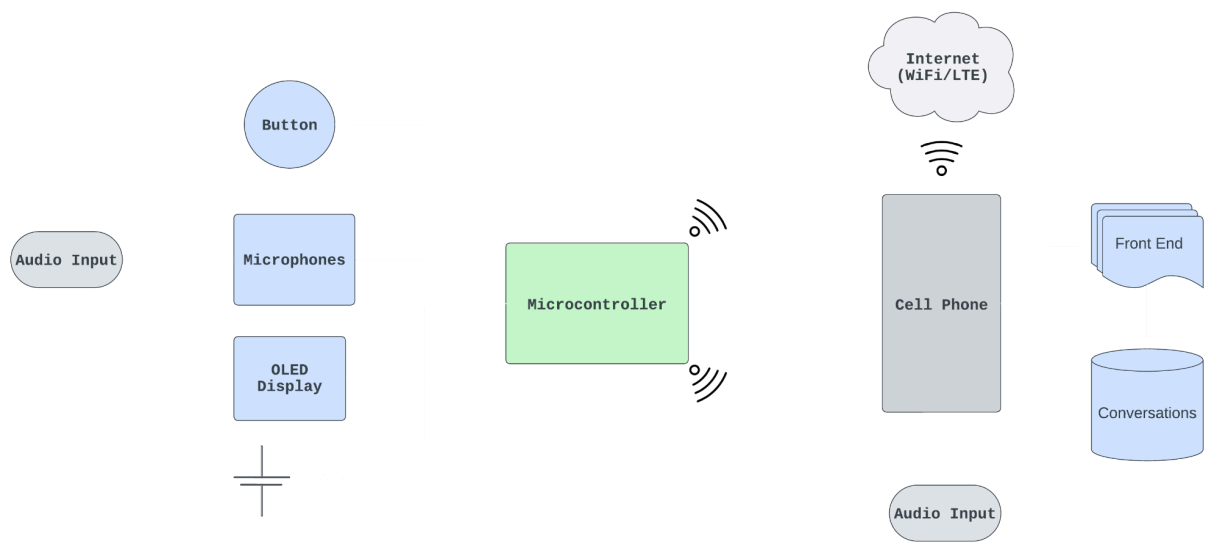 Internet
(WiFi/LTE)
Button
Audio Input
Microphones
Microcontroller
Cell Phone
Front End
OLED
Display
Conversations
Audio Input